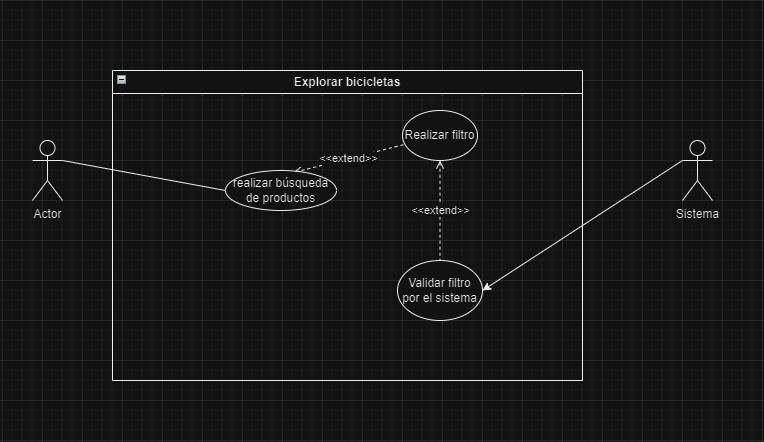 Explorar bicicletas
Realizar filtro
<<extend>>
realizar búsqueda
de productos
Actor
Sistema
<<extend>>
Validar filtro
por el sistema